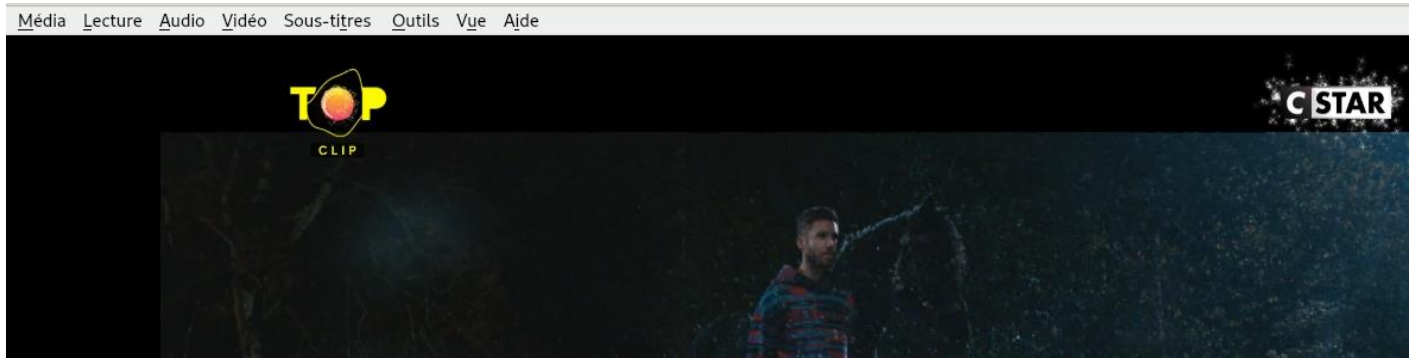 Média Lecture Audio Vidéo Sous-titres Outils Vue Aide
TOP
CLIP
C STAR